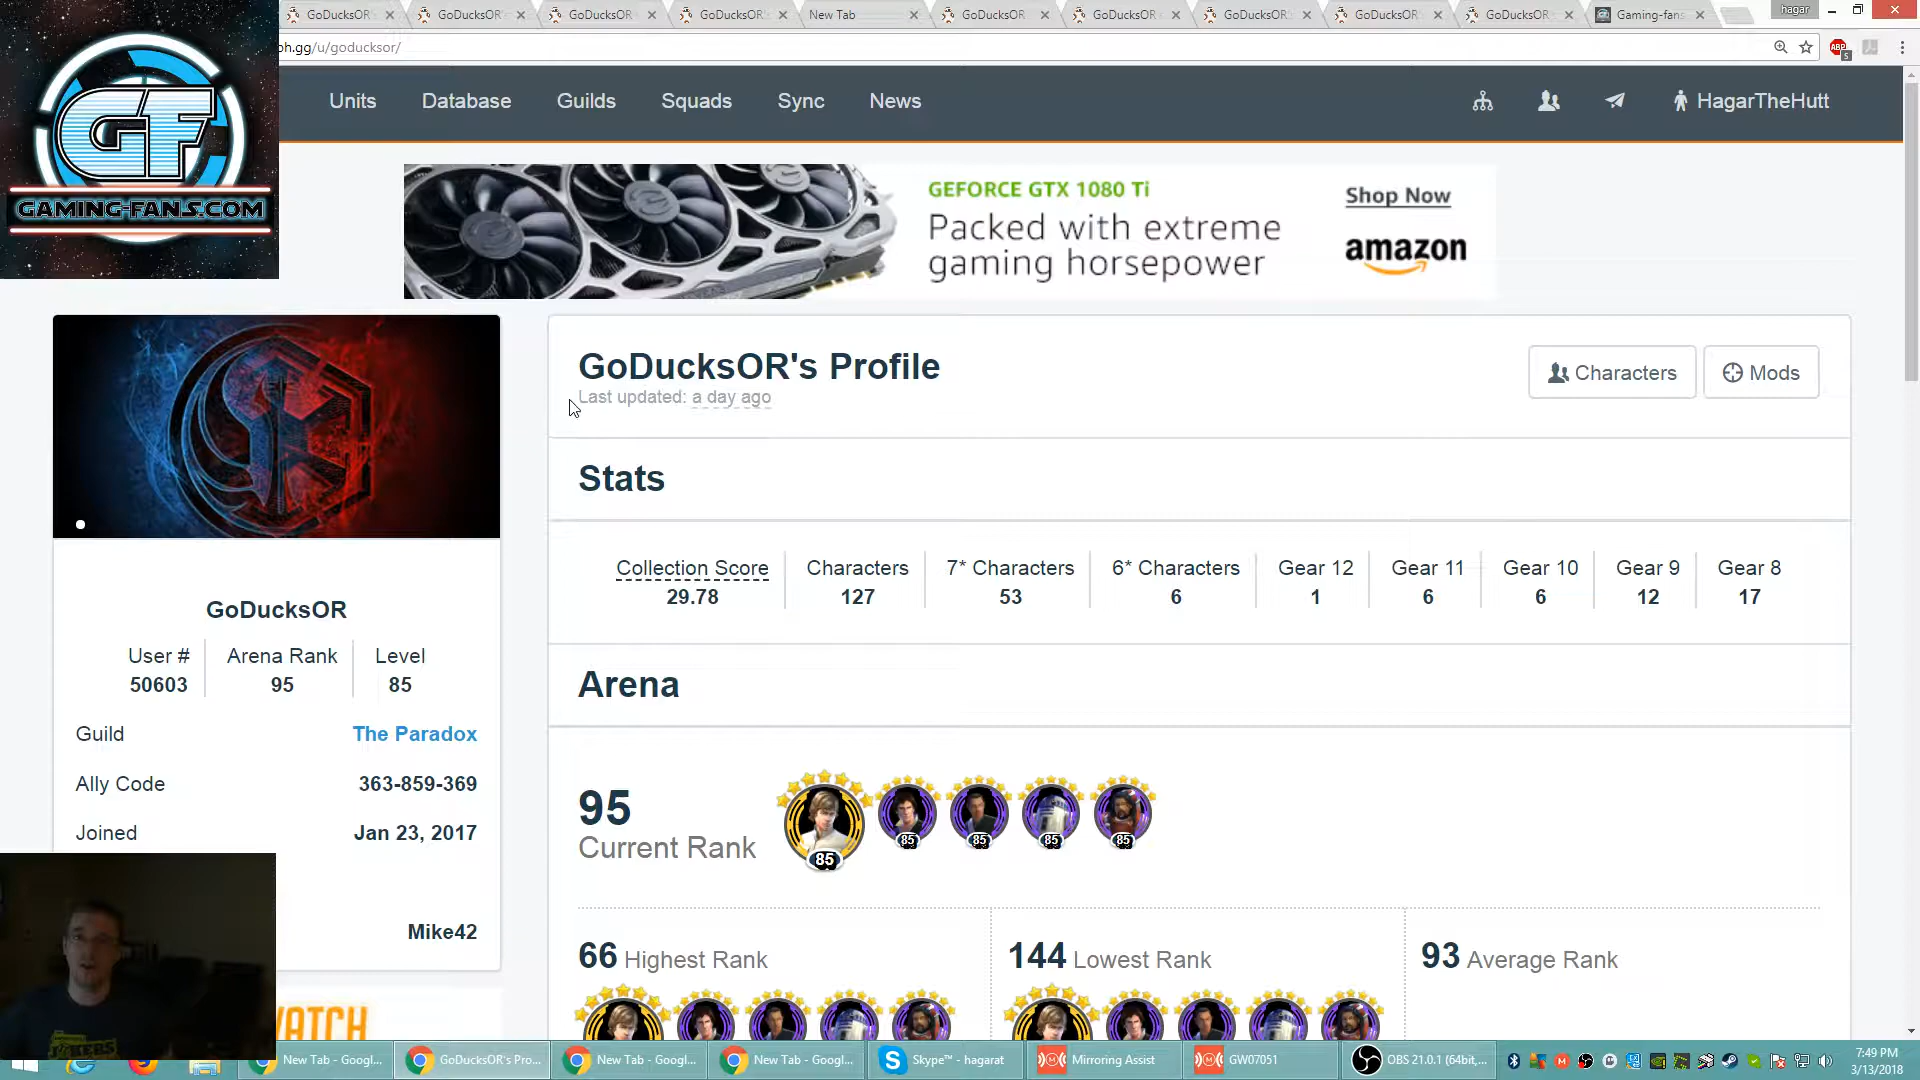 GoDucksOR
GoDucksOR
GoDucksOR
GoDucksOR
New Tab
GoDucksOR
GoDucksOR
GoDucksOR
GoDucksOR
GoDucksOR
Gaming-fans
hagar
ph.gg/u/goducksor/
ABP
5
GF
GAMING-FANS.COM
Units
Database
Guilds
Squads
Sync
News
HagarTheHutt
GEFORCE GTX 1080 Ti
Packed with extreme
gaming horsepower
Shop Now
amazon
GoDucksOR's Profile
Last updated: a day ago
Characters
Mods
Stats
Collection Score
29.78
Characters
127
7* Characters
53
6* Characters
6
Gear 12
1
Gear 11
6
Gear 10
6
Gear 9
12
Gear 8
17
GoDucksOR
User #
50603
Arena Rank
95
Level
85
Guild
The Paradox
Ally Code
363-859-369
Joined
Jan 23, 2017
Mike42
Arena
95
Current Rank
85
85
85
85
85
66 Highest Rank
144 Lowest Rank
93 Average Rank
New Tab - Googl...
GoDucksOR's Pro...
New Tab - Googl...
New Tab - Googl...
Skype™ - hagarat
Mirroring Assist
GW07051
OBS 21.0.1 (64bit,...
7:49 PM
3/13/2018